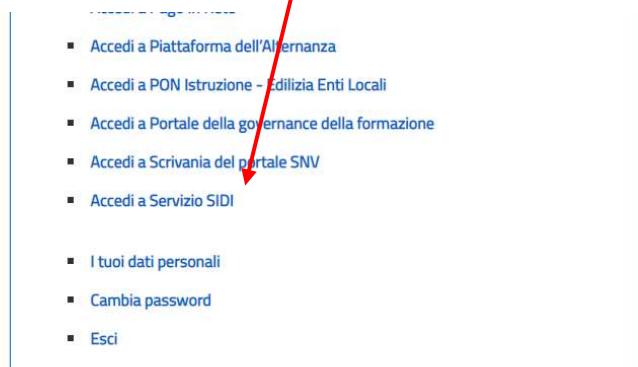 Accedi a Piattaforma dell'Alternanza
Accedi a PON Istruzione - Edilizia Enti Locali
Accedi a Portale della governance della formazione
Accedi a Scrivania del portale SNV
Accedi a Servizio SIDI
I tuoi dati personali
Cambia password
Esci